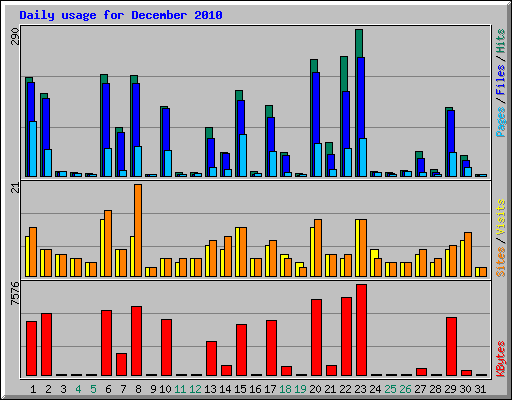 Daily usage for December 2010
290
Pages / Files / Hits
21
Sites / Visits
7576
KBytes
1 2 3 4 5 6 7 8 9 10 11 12 13 14 15 16 17 18 19 20 21 22 23 24 25 26 27 28 29 30 31